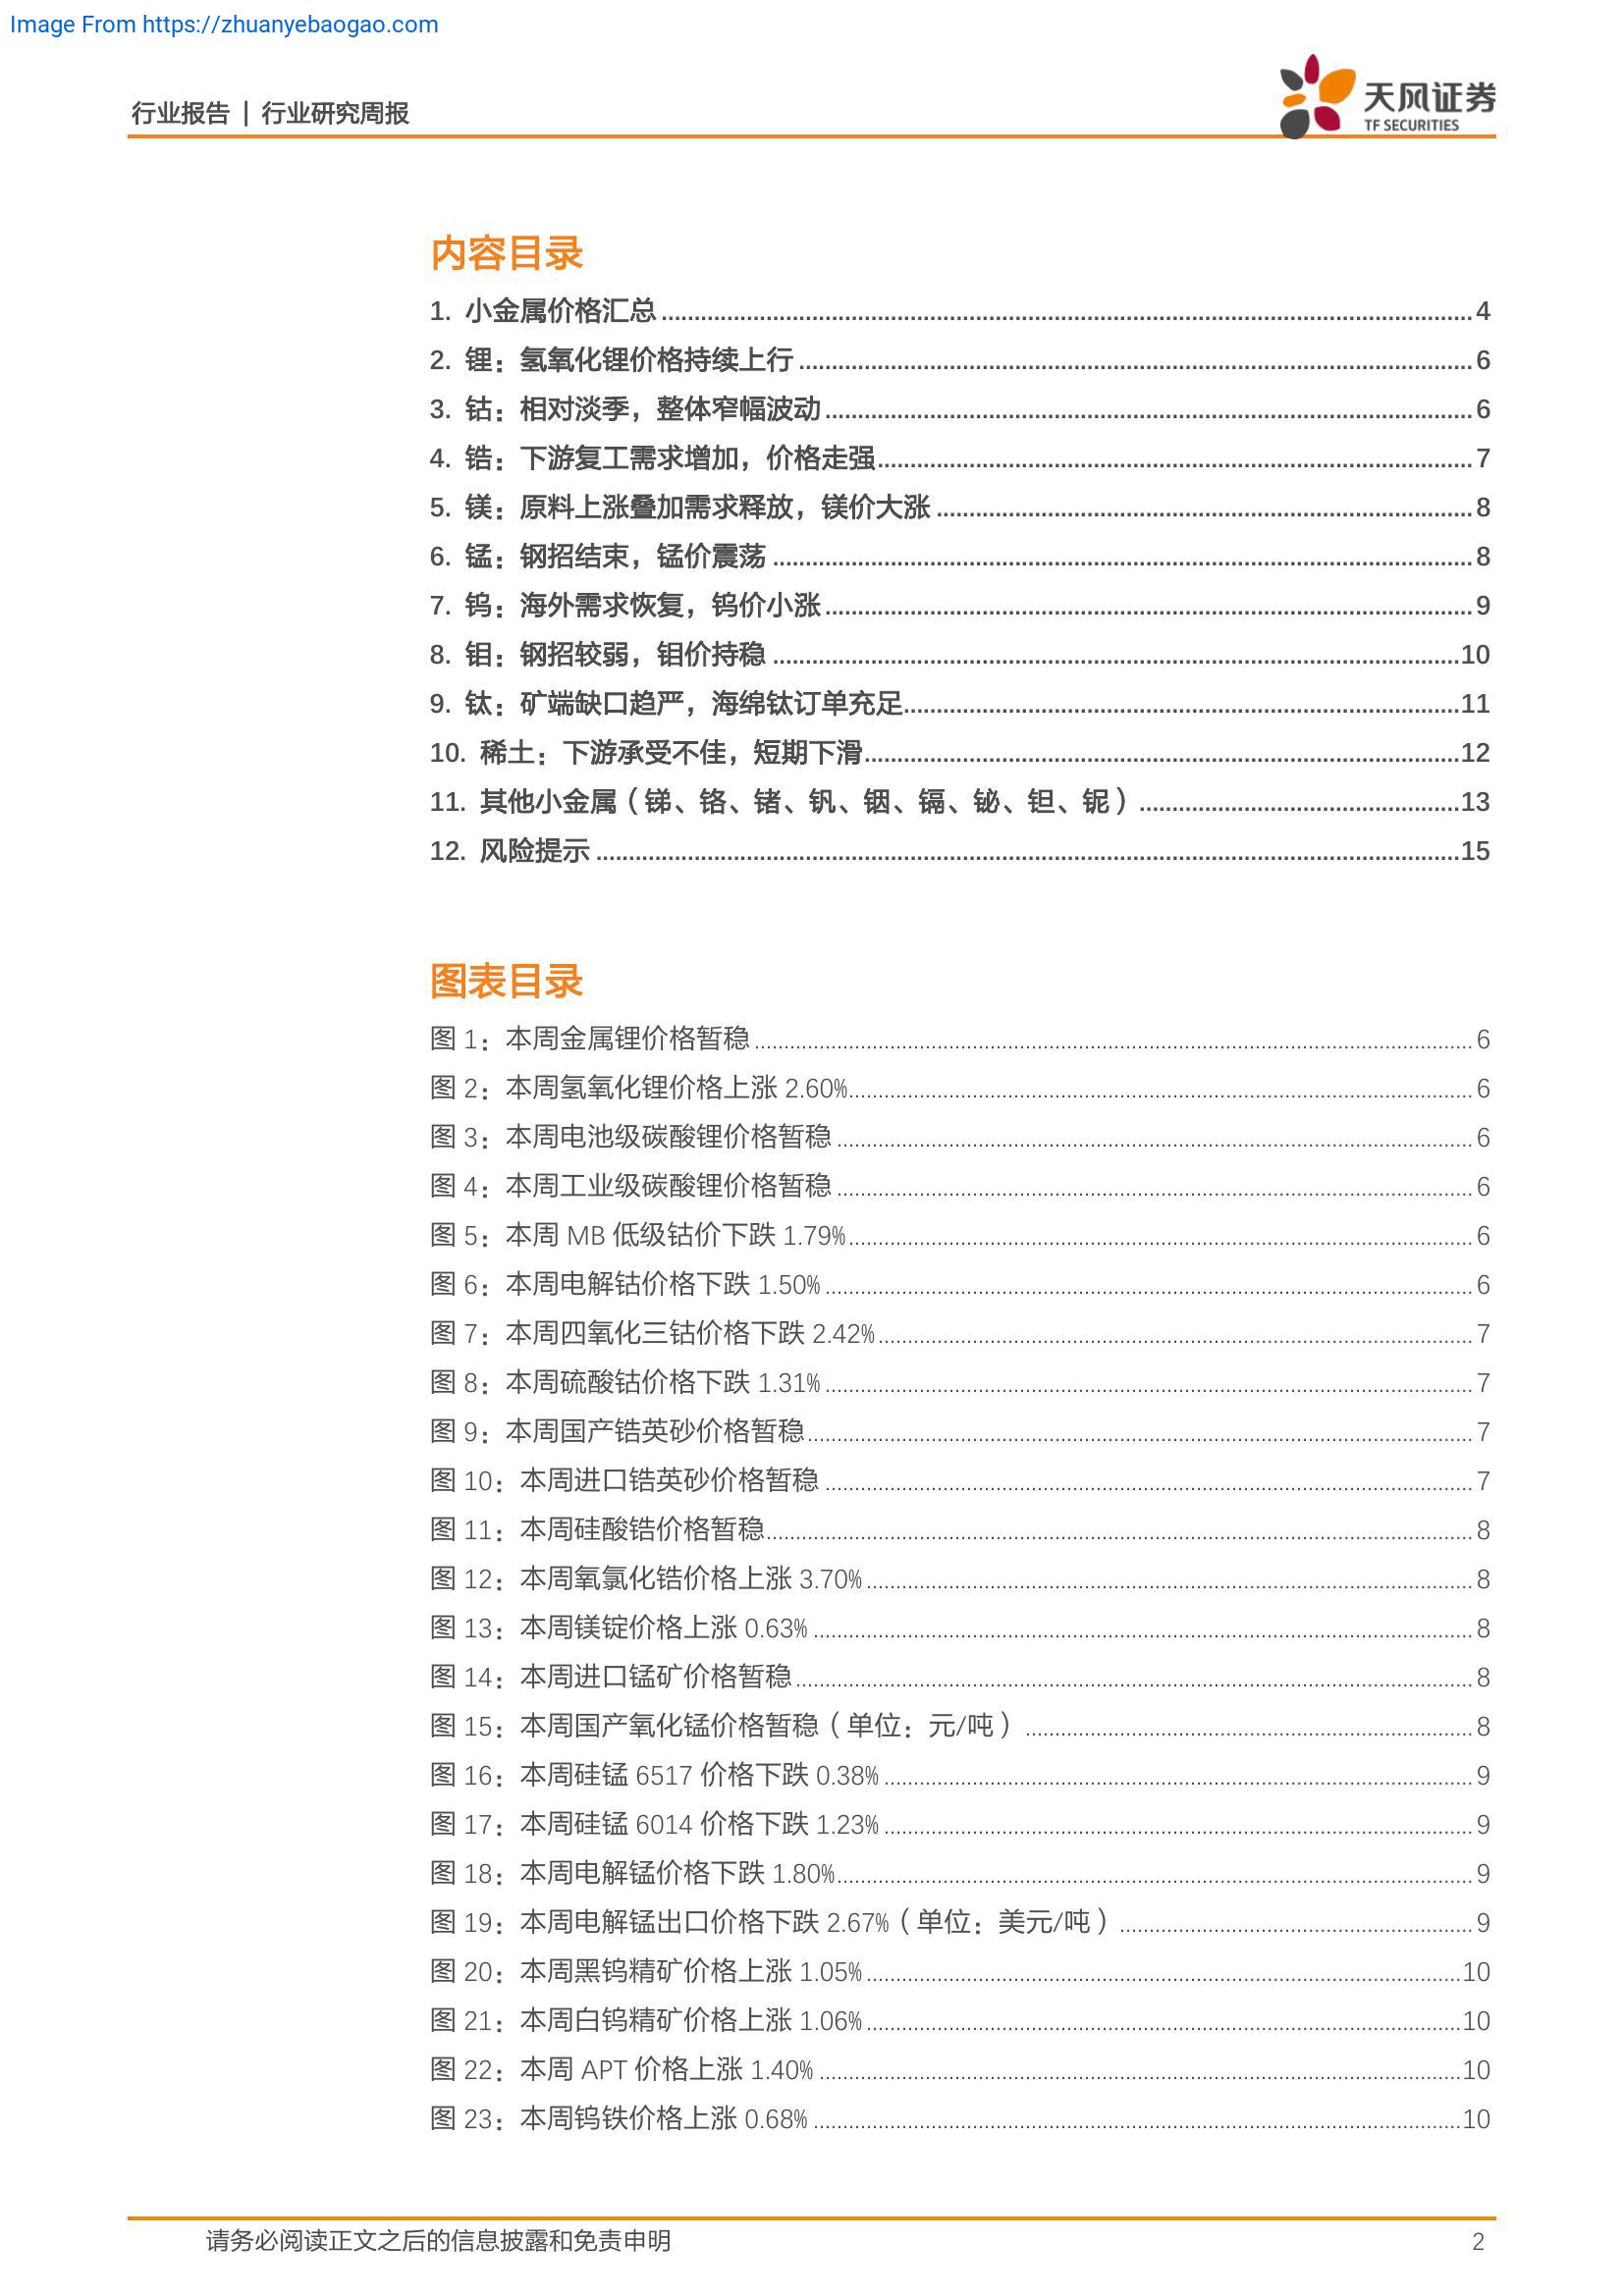 Image From https://zhuanyebaogao.com
行业报告 | 行业研究周报
天风证券
TF SECURITIES
内容目录
1. 小金属价格汇总 4
2. 锂：氢氧化锂价格持续上行 6
3. 钴：相对淡季，整体窄幅波动 6
4. 锆：下游复工需求增加，价格走强 7
5. 镁：原料上涨叠加需求释放，镁价大涨 8
6. 锰：钢招结束，锰价震荡 8
7. 钨：海外需求恢复，钨价小涨 9
8. 钼：钢招较弱，钼价持稳 10
9. 钛：矿端缺口趋严，海绵钛订单充足 11
10. 稀土：下游承受不佳，短期下滑 12
11. 其他小金属（锑、铬、锗、钒、铟、镉、铋、钽、铌） 13
12. 风险提示 15
图表目录
图 1：本周金属锂价格暂稳 6
图 2：本周氢氧化锂价格上涨 2.60% 6
图 3：本周电池级碳酸锂价格暂稳 6
图 4：本周工业级碳酸锂价格暂稳 6
图 5：本周 MB 低级钴价下跌 1.79% 6
图 6：本周电解钴价格下跌 1.50% 6
图 7：本周四氧化三钴价格下跌 2.42% 7
图 8：本周硫酸钴价格下跌 1.31% 7
图 9：本周国产锆英砂价格暂稳 7
图 10：本周进口锆英砂价格暂稳 7
图 11：本周硅酸锆价格暂稳 8
图 12：本周氧氯化锆价格上涨 3.70% 8
图 13：本周镁锭价格上涨 0.63% 8
图 14：本周进口锰矿价格暂稳 8
图 15：本周国产氧化锰价格暂稳（单位：元/吨） 8
图 16：本周硅锰 6517 价格下跌 0.38% 9
图 17：本周硅锰 6014 价格下跌 1.23% 9
图 18：本周电解锰价格下跌 1.80% 9
图 19：本周电解锰出口价格下跌 2.67%（单位：美元/吨） 9
图 20：本周黑钨精矿价格上涨 1.05% 10
图 21：本周白钨精矿价格上涨 1.06% 10
图 22：本周 APT 价格上涨 1.40% 10
图 23：本周钨铁价格上涨 0.68% 10
请务必阅读正文之后的信息披露和免责申明 2